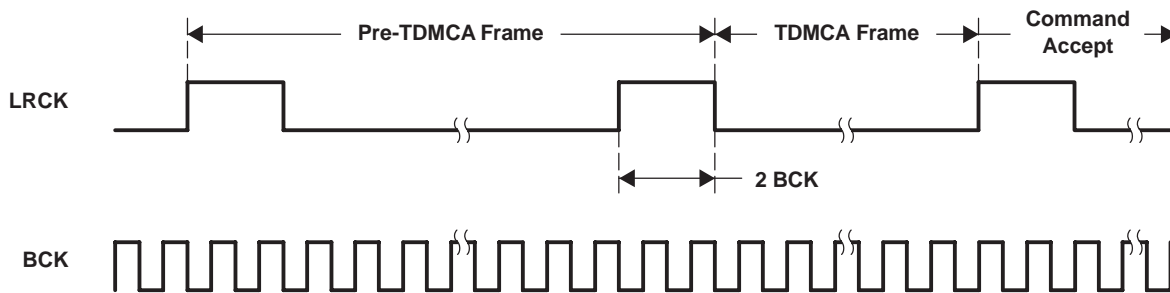 Pre-TDMCA Frame
TDMCA Frame
Command
Accept
LRCK
2 BCK
BCK